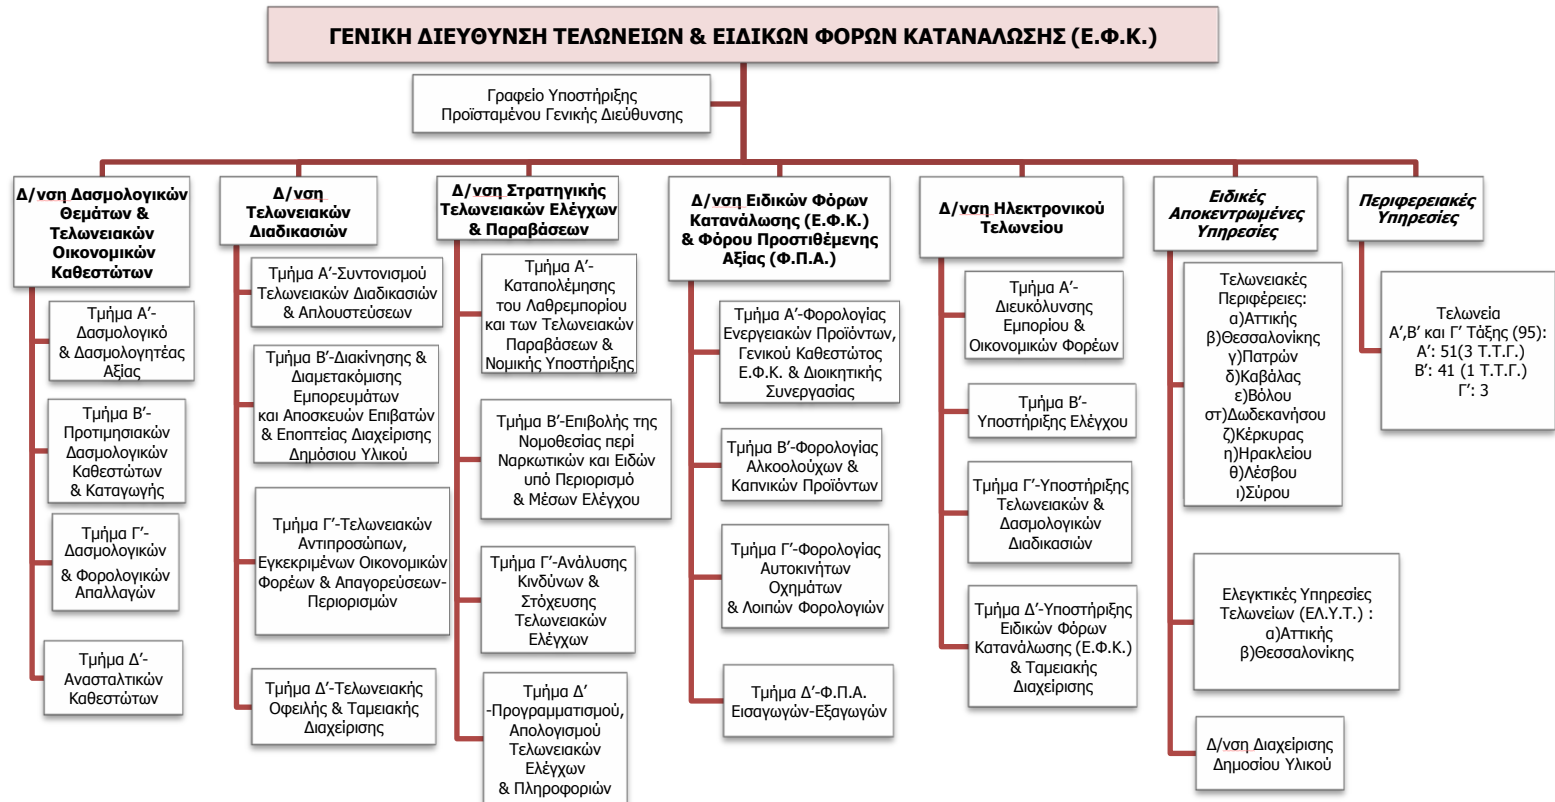 ΓΕΝΙΚΗ ΔΙΕΥΘΥΝΣΗ ΤΕΛΩΝΕΙΩΝ & ΕΙΔΙΚΩΝ ΦΟΡΩΝ ΚΑΤΑΝΑΛΩΣΗΣ (Ε.Φ.Κ.)
Γραφείο Υποστήριξης
Προϊσταμένου Γενικής Διεύθυνσης
Δ/νση Δασμολογικών
Θεμάτων &
Τελωνειακών
Οικονομικών
Καθεστώτων
Τμήμα Α’-
Δασμολογικό
& Δασμολογητέας
Αξίας
Τμήμα Β’-
Προτιμησιακών
Δασμολογικών
Καθεστώτων
& Καταγωγής
Τμήμα Γ’-
Δασμολογικών
& Φορολογικών
Απαλλαγών
Τμήμα Δ’-
Ανασταλτικών
Καθεστώτων
Δ/νση
Τελωνειακών
Διαδικασιών
Τμήμα Α’-Συντονισμού
Τελωνειακών Διαδικασιών
& Απλουστεύσεων
Τμήμα Β’-Διακίνησης &
Διαμετακόμισης
Εμπορευμάτων
και Αποσκευών Επιβατών
& Εποπτείας Διαχείρισης
Δημόσιου Υλικού
Τμήμα Γ’-Τελωνειακών
Αντιπροσώπων,
Εγκεκριμένων Οικονομικών
Φορέων & Απαγορεύσεων-
Περιορισμών
Τμήμα Δ’-Τελωνειακής
Οφειλής & Ταμειακής
Διαχείρισης
Δ/νση Στρατηγικής
Τελωνειακών Ελέγχων
& Παραβάσεων
Τμήμα Α’-
Καταπολέμησης
του Λαθρεμπορίου
και των Τελωνειακών
Παραβάσεων &
Νομικής Υποστήριξης
Τμήμα Β’-Επιβολής της
Νομοθεσίας περί
Ναρκωτικών και Ειδών
υπό Περιορισμό
& Μέσων Ελέγχου
Τμήμα Γ’-Ανάλυσης
Κινδύνων &
Στόχευσης
Τελωνειακών
Ελέγχων
Τμήμα Δ’
-Προγραμματισμού,
Απολογισμού
Τελωνειακών
Ελέγχων
& Πληροφοριών
Δ/νση Ειδικών Φόρων
Κατανάλωσης (Ε.Φ.Κ.)
& Φόρου Προστιθέμενης
Αξίας (Φ.Π.Α.)
Τμήμα Α’-Φορολογίας
Ενεργειακών Προϊόντων,
Γενικού Καθεστώτος
Ε.Φ.Κ. & Διοικητικής
Συνεργασίας
Τμήμα Β’-Φορολογίας
Αλκοολούχων &
Καπνικών Προϊόντων
Τμήμα Γ’-Φορολογίας
Αυτοκινήτων
Οχημάτων
& Λοιπών Φορολογιών
Τμήμα Δ’-Φ.Π.Α.
Εισαγωγών-Εξαγωγών
Δ/νση Ηλεκτρονικού
Τελωνείου
Τμήμα Α’-
Διευκόλυνσης
Εμπορίου &
Οικονομικών Φορέων
Τμήμα Β’-
Υποστήριξης Ελέγχου
Τμήμα Γ’-Υποστήριξης
Τελωνειακών &
Δασμολογικών
Διαδικασιών
Τμήμα Δ’-Υποστήριξης
Ειδικών Φόρων
Κατανάλωσης (Ε.Φ.Κ.)
& Ταμειακής
Διαχείρισης
Ειδικές
Αποκεντρωμένες
Υπηρεσίες
Τελωνειακές
Περιφέρειες:
α)Αττικής
β)Θεσσαλονίκης
γ)Πατρών
δ)Καβάλας
ε)Βόλου
στ)Δωδεκανήσου
ζ)Κέρκυρας
η)Ηρακλείου
θ)Λέσβου
ι)Σύρου
Ελεγκτικές Υπηρεσίες
Τελωνείων (ΕΛ.Υ.Τ.) :
α)Αττικής
β)Θεσσαλονίκης
Δ/νση Διαχείρισης
Δημοσίου Υλικού
Περιφερειακές
Υπηρεσίες
Τελωνεία
Α’,Β’ και Γ’ Τάξης (95):
Α’: 51(3 Τ.Τ.Γ.)
Β’: 41 (1 Τ.Τ.Γ.)
Γ’: 3